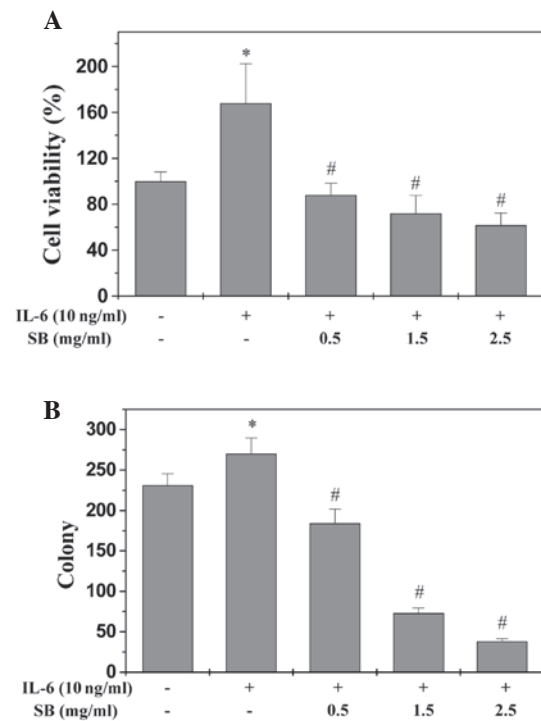 A
Cell viability (%)
200
160
120
80
40
0
*
#
#
#
IL-6 (10 ng/ml) - + + + +
SB (mg/ml) - - 0.5 1.5 2.5
B
Colony
300
250
200
150
100
50
0
*
#
#
#
IL-6 (10 ng/ml) - + + + +
SB (mg/ml) - - 0.5 1.5 2.5